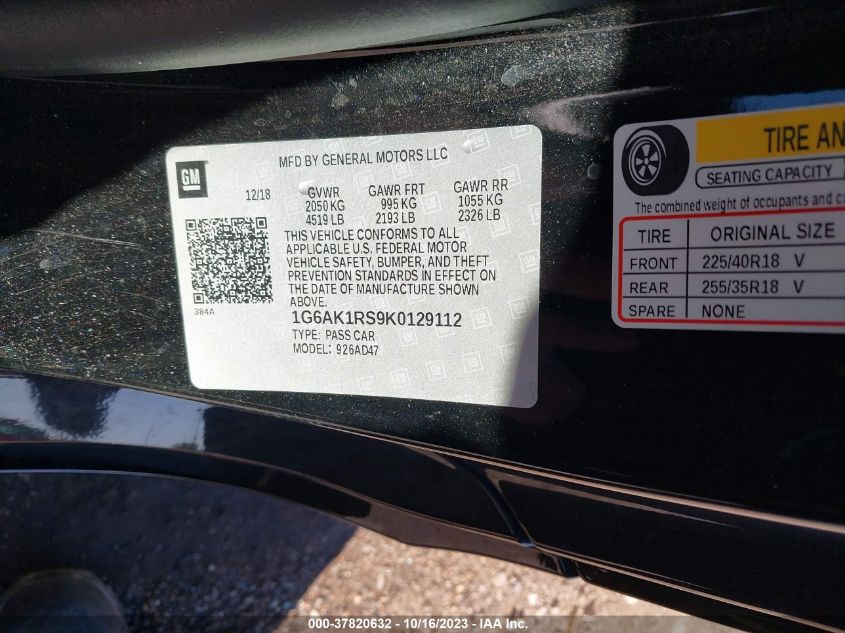 GM
MFD BY GENERAL MOTORS LLC
12/18
GVWR GAWR FRT GAWR RR
2050 KG 995 KG 1055 KG
4519 LB 2193 LB 2326 LB
THIS VEHICLE CONFORMS TO ALL
APPLICABLE U.S. FEDERAL MOTOR
VEHICLE SAFETY, BUMPER, AND THEFT
PREVENTION STANDARDS IN EFFECT ON
THE DATE OF MANUFACTURE SHOWN
ABOVE.
384A
1G6AK1RS9K0129112
TYPE: PASS CAR
MODEL: 926AD47
TIRE AN
SEATING CAPACITY
The combined weight of occupants and c
TIRE ORIGINAL SIZE
FRONT 225/40R18 V
REAR 255/35R18 V
SPARE NONE
000-37820632 - 10/16/2023 - IAA Inc.